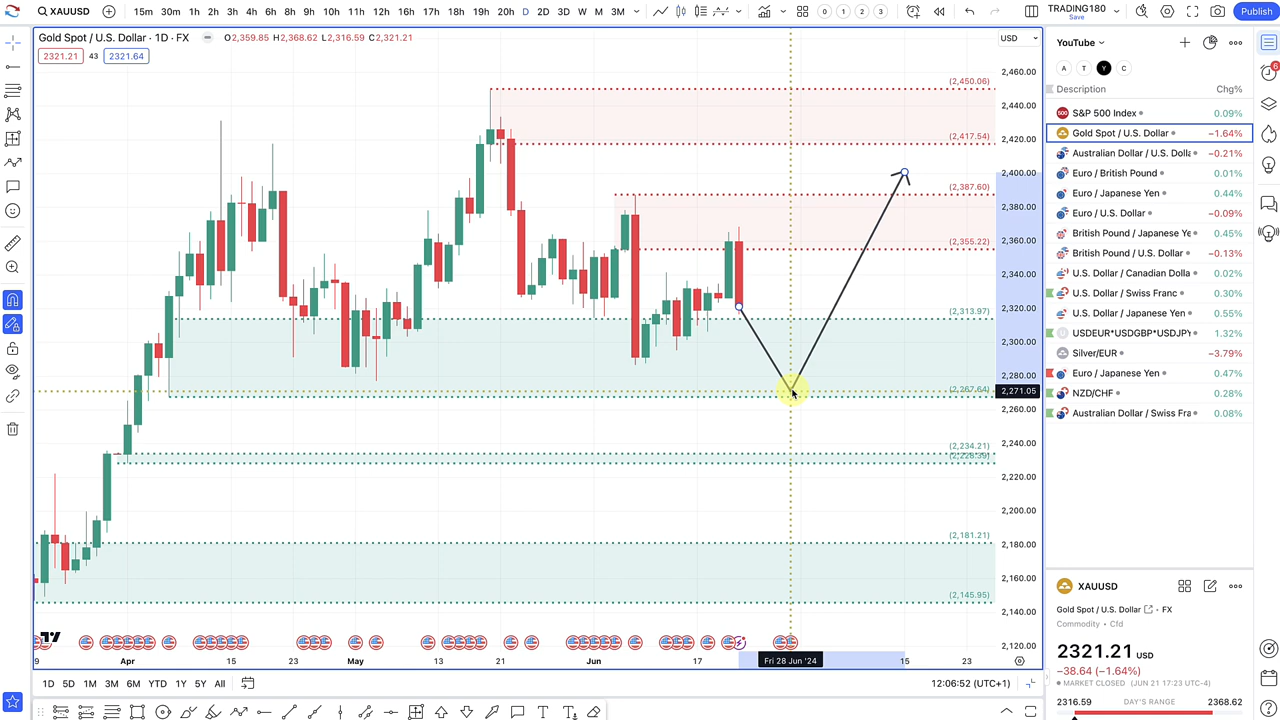 XAUUSD 15m 30m 1h 2h 3h 4h 5h 6h 7h 8h 9h 10h 11h 12h 13h 14h 15h 16h 17h 18h 19h 20h D 2D 3D W M 3M 0 1 2 3 TRADING180 Save Publish
Gold Spot / U.S. Dollar · 1D · FX O2,359.85 H2,368.62 L2,316.59 C2,321.21
2321.21 43 2321.64
USD
2,460.00
(2,450.06)
2,440.00
(2,417.54)
2,420.00
2,400.00
(2,387.60)
2,380.00
2,360.00
(2,355.22)
2,340.00
2,320.00
(2,313.97)
2,300.00
2,280.00
(2,267.64)
2,271.05
2,260.00
(2,234.21)
2,240.00
(2,228.39)
2,220.00
2,200.00
(2,181.21)
2,180.00
2,160.00
(2,145.95)
2,140.00
2,120.00
9 Apr 15 23 May 13 21 Jun 17 Fri 28 Jun '24 15 23
1D 5D 1M 3M 6M YTD 1Y 5Y All 12:06:52 (UTC+1)
YouTube
A T Y C
Description Chg%
500 S&P 500 Index 0.09%
Gold Spot / U.S. Dollar −1.64%
Australian Dollar / U.S. Dolla −0.21%
Euro / British Pound 0.01%
Euro / Japanese Yen 0.44%
Euro / U.S. Dollar −0.09%
British Pound / Japanese Ye 0.45%
British Pound / U.S. Dollar −0.13%
U.S. Dollar / Canadian Dolla 0.02%
U.S. Dollar / Swiss Franc 0.30%
U.S. Dollar / Japanese Yen 0.55%
U USDEUR*USDGBP*USDJPY 1.32%
Silver/EUR −3.79%
Euro / Japanese Yen 0.47%
NZD/CHF 0.28%
Australian Dollar / Swiss Fra 0.08%
6
XAUUSD
Gold Spot / U.S. Dollar · FX
Commodity · Cfd
2321.21 USD
−38.64 (−1.64%)
MARKET CLOSED (JUN 21 17:23 UTC-4)
2316.59 DAY'S RANGE 2368.62